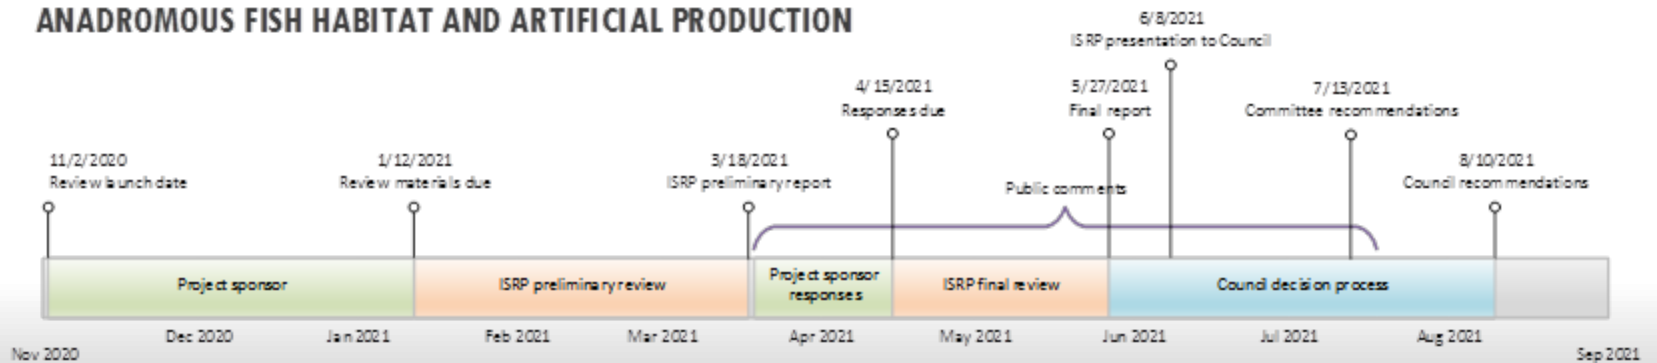 ANADROMOUS FISH HABITAT AND ARTIFICIAL PRODUCTION
6/8/2021
ISRP presentation to Council
4/15/2021
Responses due
5/27/2021
Final report
7/13/2021
Committee recommendations
11/2/2020
Review launch date
1/12/2021
Review materials due
3/18/2021
ISRP preliminary report
Public comments
8/10/2021
Council recommendations
Project sponsor
ISRP preliminary review
Project sponsor
responses
ISRP final review
Council decision process
Nov 2020
Dec 2020
Jan 2021
Feb 2021
Mar 2021
Apr 2021
May 2021
Jun 2021
Jul 2021
Aug 2021
Sep 2021